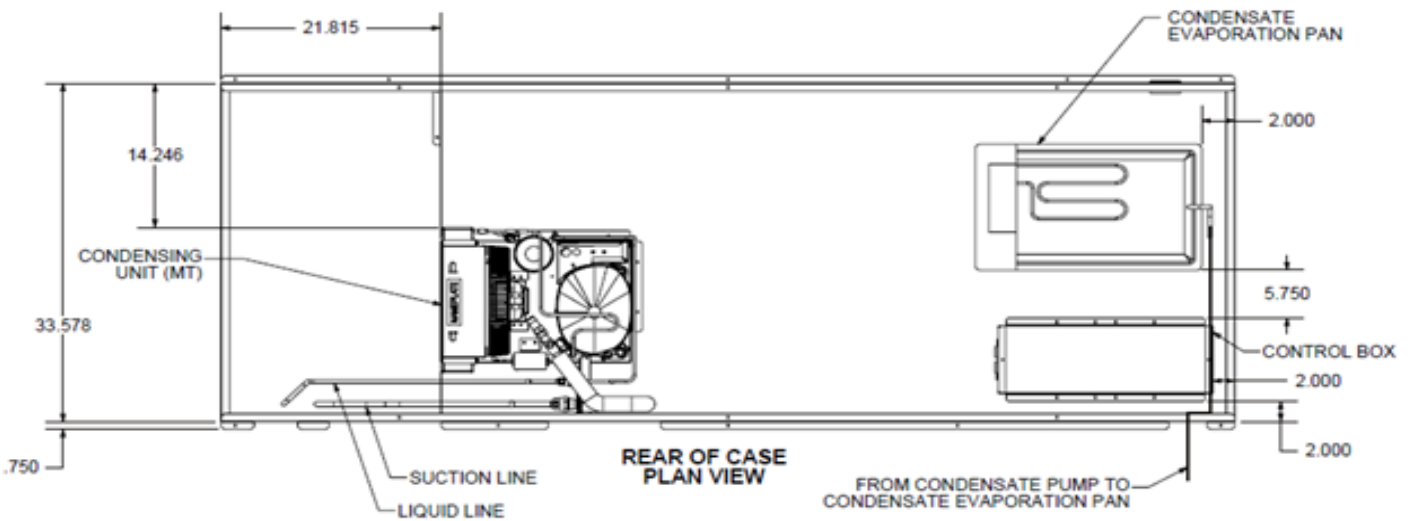 21.815
CONDENSATE
EVAPORATION PAN
2.000
14.246
CONDENSING
UNIT (MT)
NAMEPLATE
5.750
33.578
CONTROL BOX
2.000
.750
SUCTION LINE
LIQUID LINE
REAR OF CASE
PLAN VIEW
2.000
FROM CONDENSATE PUMP TO
CONDENSATE EVAPORATION PAN